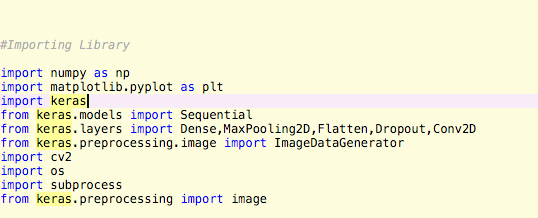 #Importing Library
import numpy as np
import matplotlib.pyplot as plt
import keras
from keras.models import Sequential
from keras.layers import Dense,MaxPooling2D,Flatten,Dropout,Conv2D
from keras.preprocessing.image import ImageDataGenerator
import cv2
import os
import subprocess
from keras.preprocessing import image